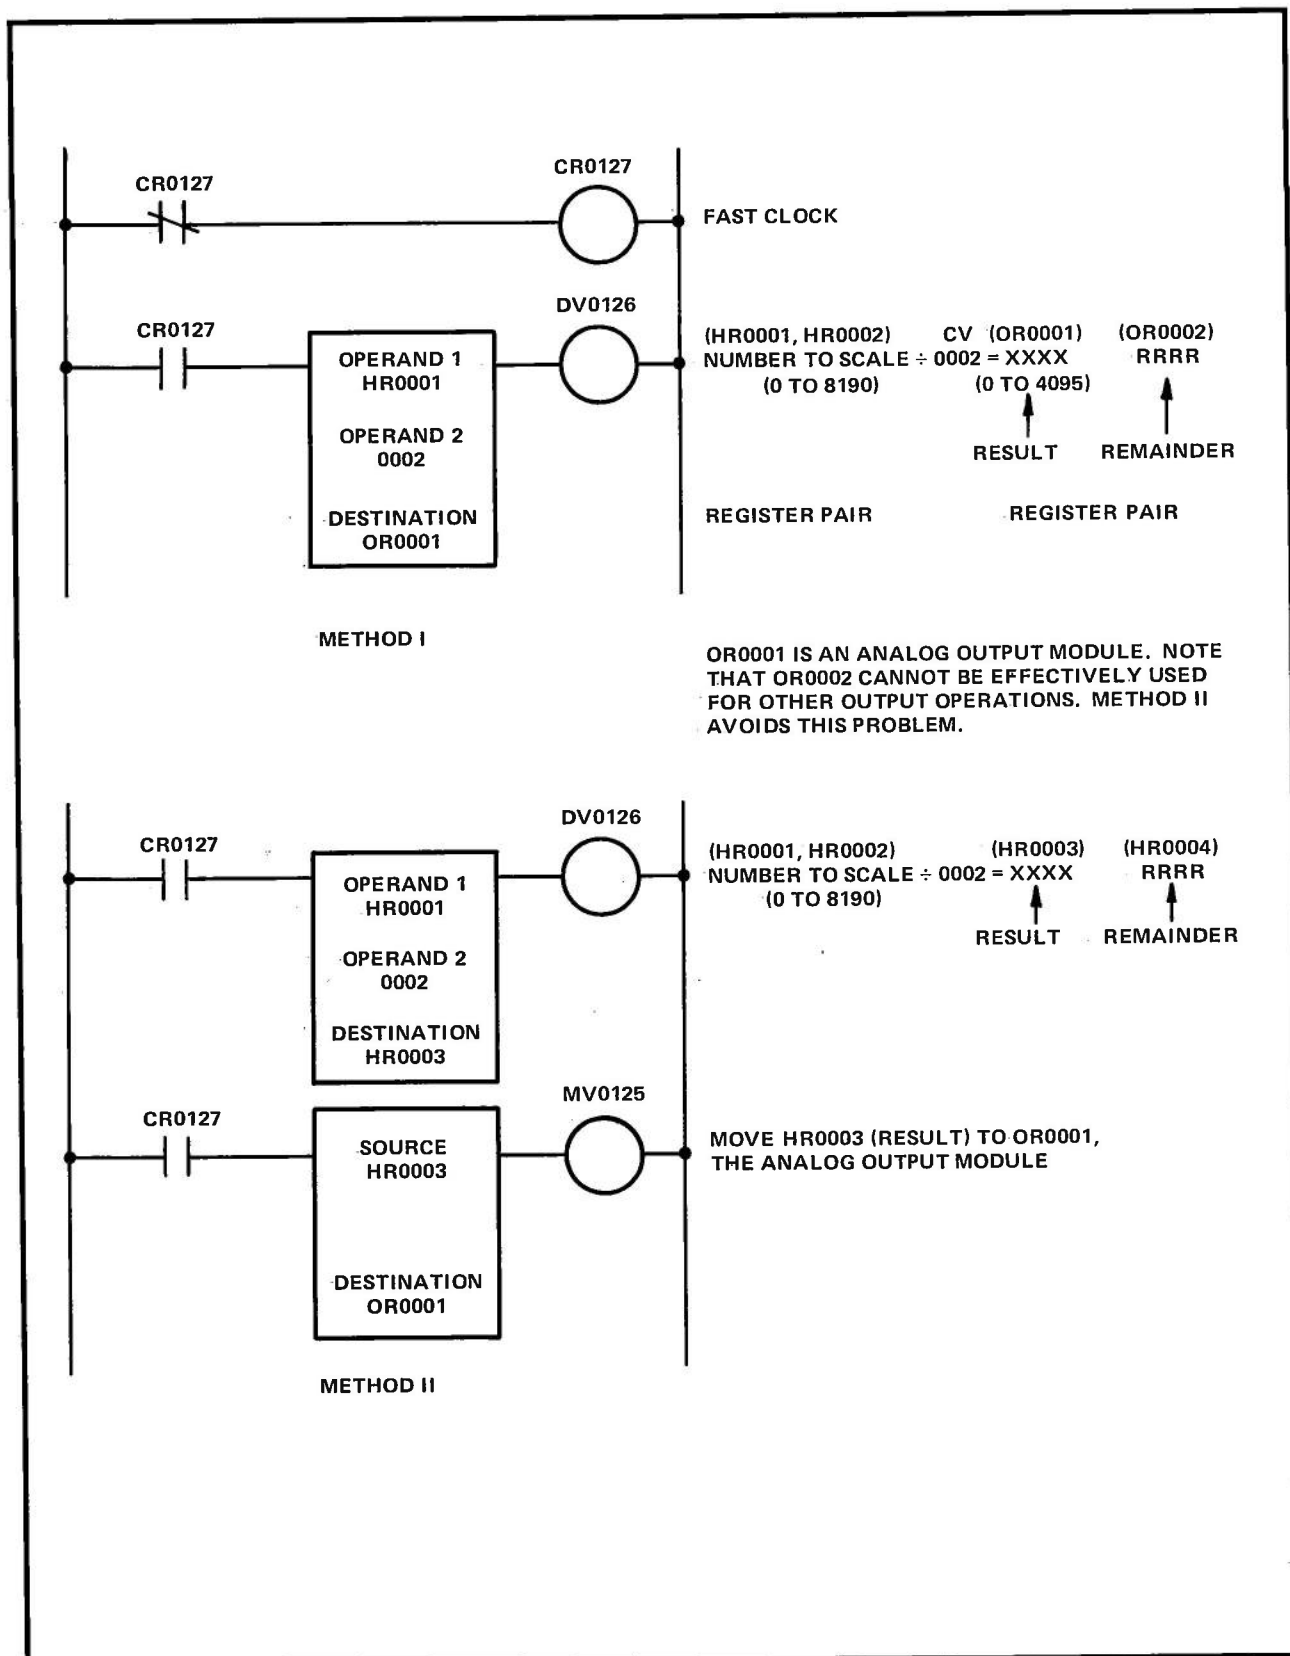 CR0127
CR0127
FAST CLOCK
DV0126
CR0127
OPERAND 1
HR0001
OPERAND 2
0002
DESTINATION
OR0001
(HR0001, HR0002) CV (OR0001) (OR0002)
NUMBER TO SCALE ÷ 0002 = XXXX RRRR
(0 TO 8190) (0 TO 4095)
RESULT REMAINDER
REGISTER PAIR REGISTER PAIR
METHOD I
OR0001 IS AN ANALOG OUTPUT MODULE. NOTE
THAT OR0002 CANNOT BE EFFECTIVELY USED
FOR OTHER OUTPUT OPERATIONS. METHOD II
AVOIDS THIS PROBLEM.
DV0126
CR0127
OPERAND 1
HR0001
OPERAND 2
0002
DESTINATION
HR0003
(HR0001, HR0002) (HR0003) (HR0004)
NUMBER TO SCALE ÷ 0002 = XXXX RRRR
(0 TO 8190)
RESULT REMAINDER
MV0125
CR0127
SOURCE
HR0003
DESTINATION
OR0001
MOVE HR0003 (RESULT) TO OR0001,
THE ANALOG OUTPUT MODULE
METHOD II